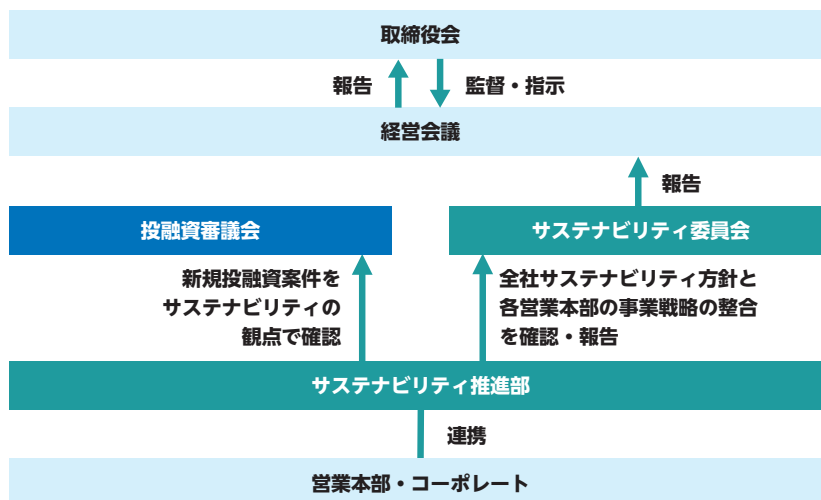 取締役会
報告
監督・指示
経営会議
報告
投融資審議会
サステナビリティ委員会
新規投融資案件を
サステナビリティの
観点で確認
全社サステナビリティ方針と
各営業本部の事業戦略の整合
を確認・報告
サステナビリティ推進部
連携
営業本部・コーポレート